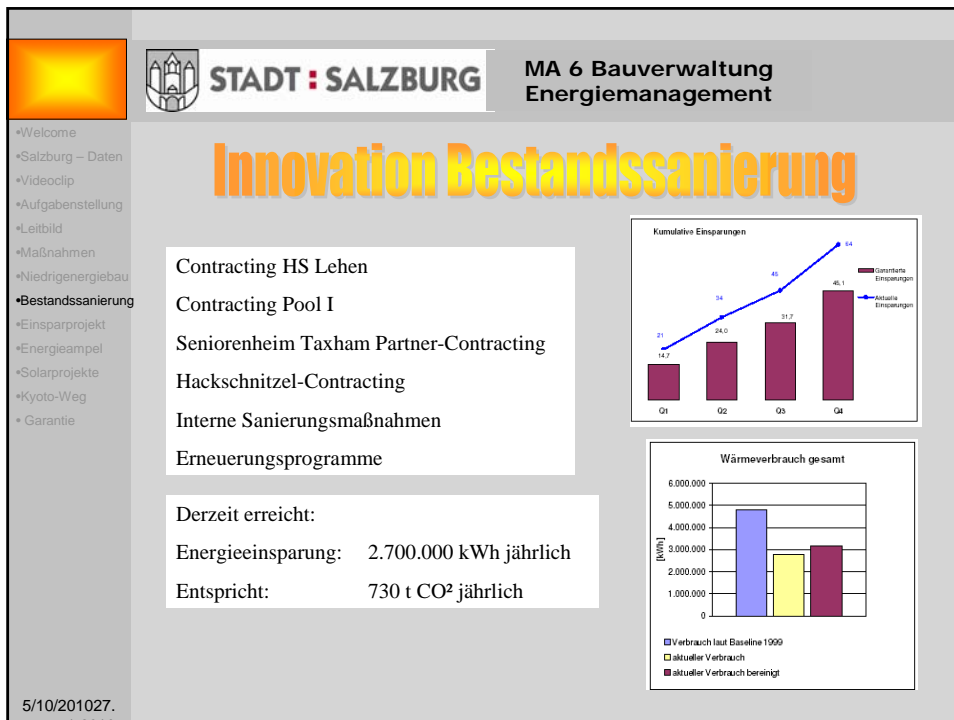 STADT : SALZBURG
MA 6 Bauverwaltung
Energiemanagement
•Welcome
•Salzburg – Daten
•Videoclip
•Aufgabenstellung
•Leitbild
•Maßnahmen
•Niedrigenergiebau
•Bestandssanierung
•Einsparprojekt
•Energieampel
•Solarprojekte
•Kyoto-Weg
• Garantie
5/10/201027.
Innovation Bestandssanierung
Contracting HS Lehen
Contracting Pool I
Seniorenheim Taxham Partner-Contracting
Hackschnitzel-Contracting
Interne Sanierungsmaßnahmen
Erneuerungsprogramme
Derzeit erreicht:
Energieeinsparung: 2.700.000 kWh jährlich
Entspricht: 730 t CO² jährlich
Kumulative Einsparungen
64
45
34
21
45,1
31,7
24,0
14,7
Q1 Q2 Q3 Q4
Garantierte
Einsparungen
Aktuelle
Einsparungen
Wärmeverbrauch gesamt
6.000.000
5.000.000
4.000.000
3.000.000
2.000.000
1.000.000
0
[kWh]
Verbrauch laut Baseline 1999
aktueller Verbrauch
aktueller Verbrauch bereinigt